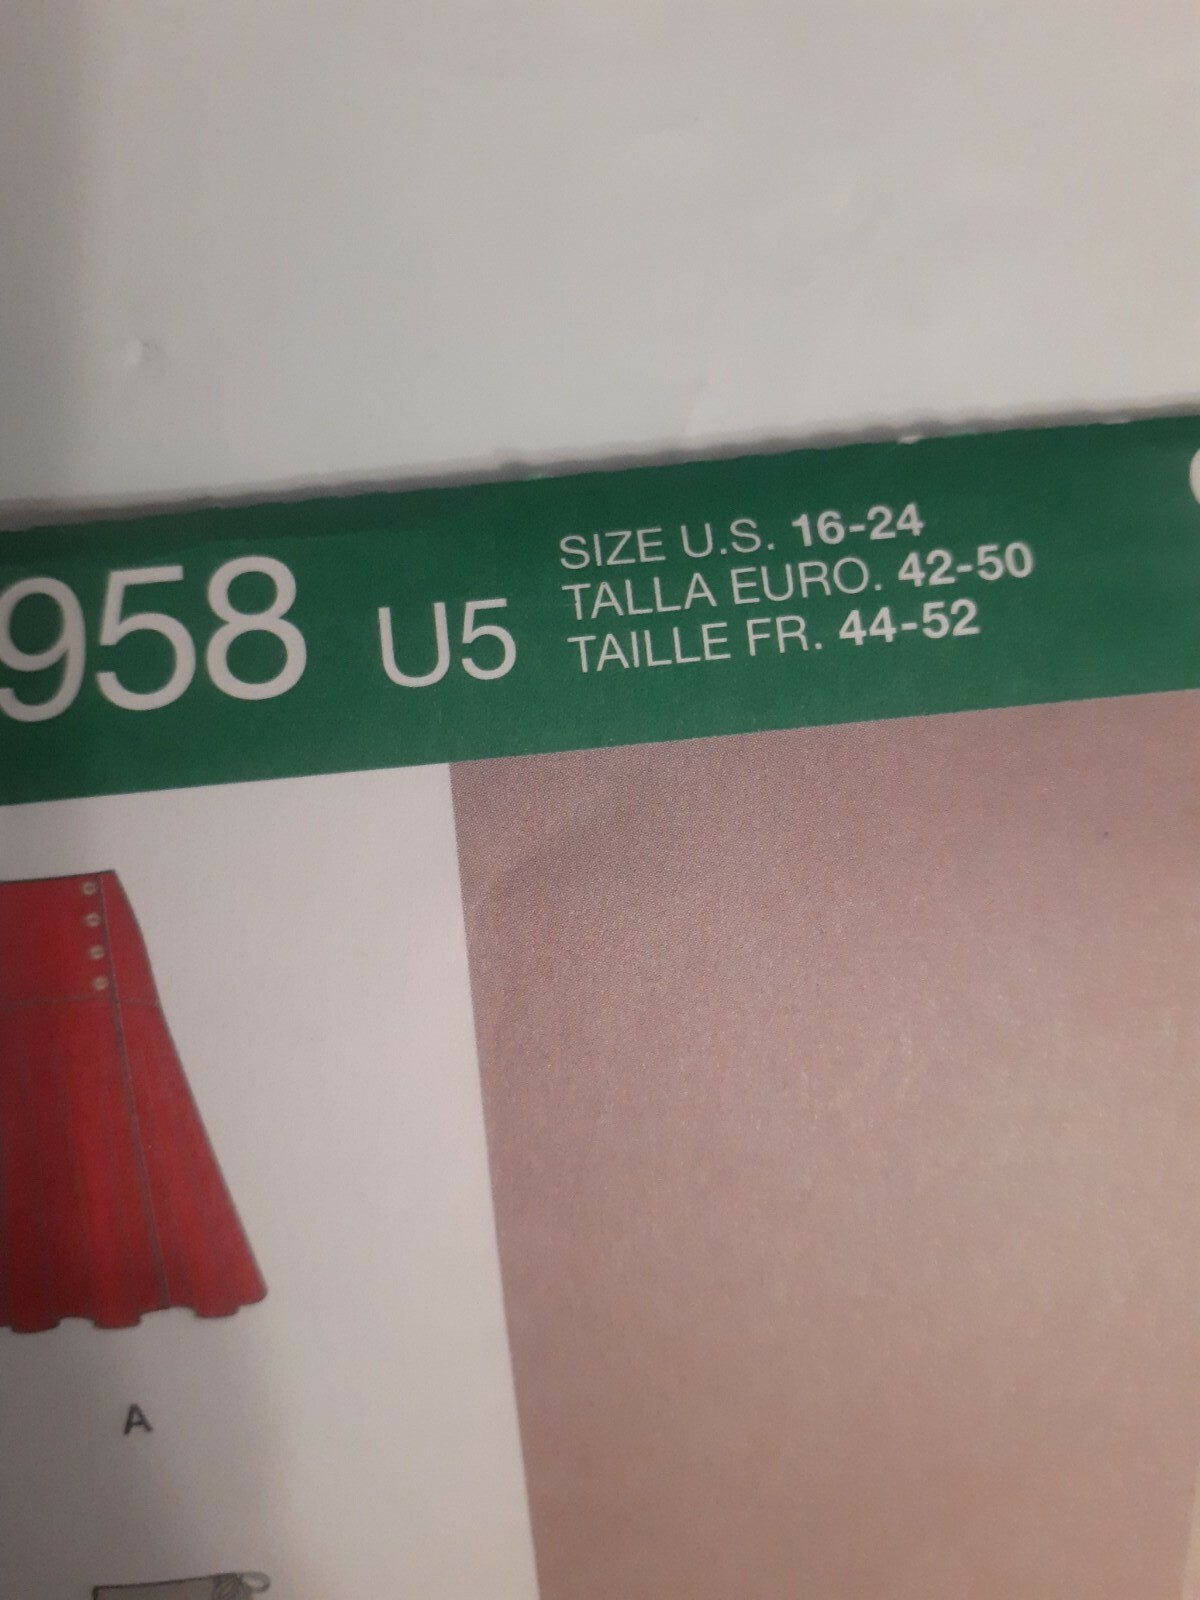 958 U5
SIZE U.S. 16-24
TALLA EURO. 42-50
TAILLE FR. 44-52
A